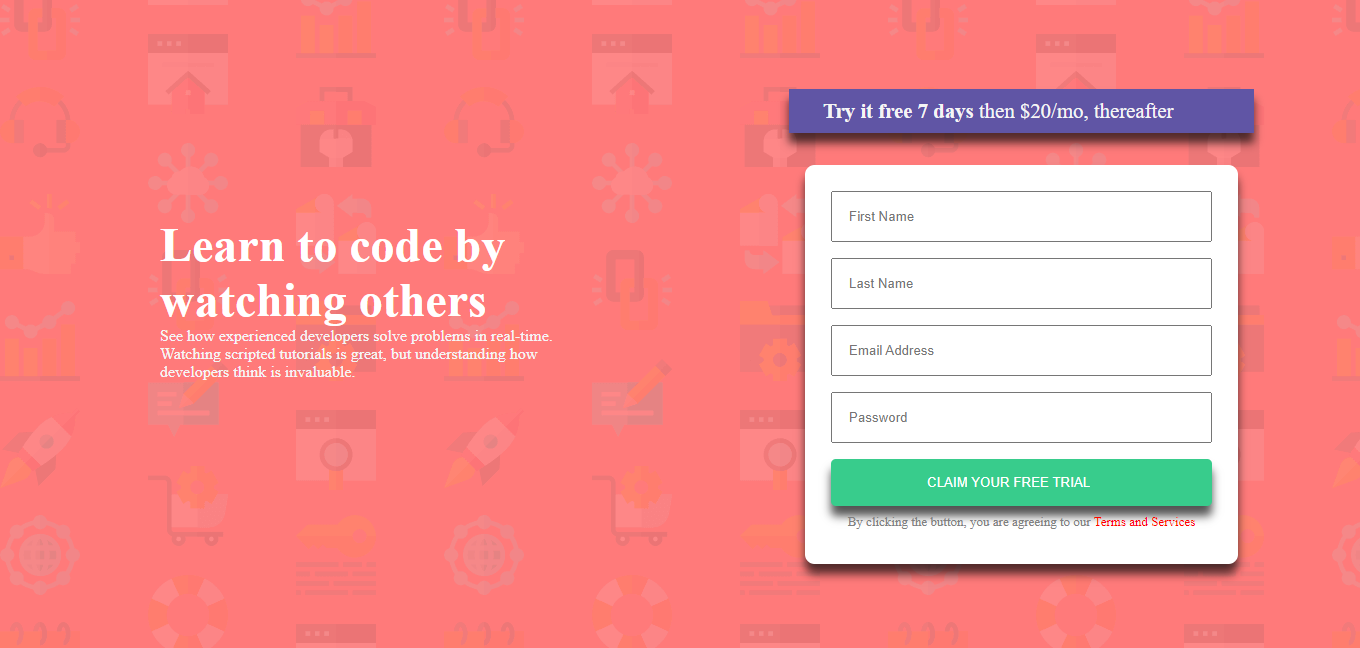 Learn to code by
watching others
See how experienced developers solve problems in real-time.
Watching scripted tutorials is great, but understanding how
developers think is invaluable.
Try it free 7 days then $20/mo, thereafter
First Name
Last Name
Email Address
Password
CLAIM YOUR FREE TRIAL
By clicking the button, you are agreeing to our Terms and Services